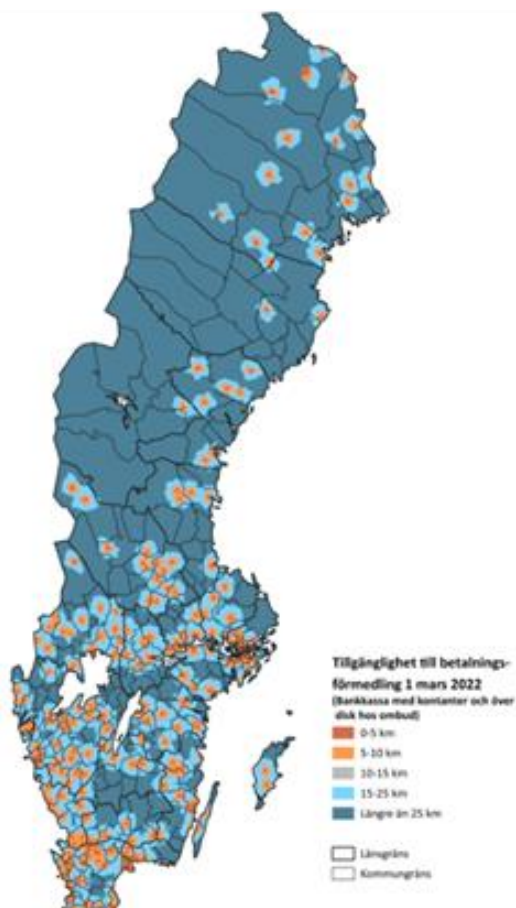 Tillgänglighet till betalnings-
förmedling 1 mars 2022
(Bankkassa med kontanter och över
disk hos ombud)
0-5 km
5-10 km
10-15 km
15-25 km
Längre än 25 km
Länsgräns
Kommungräns